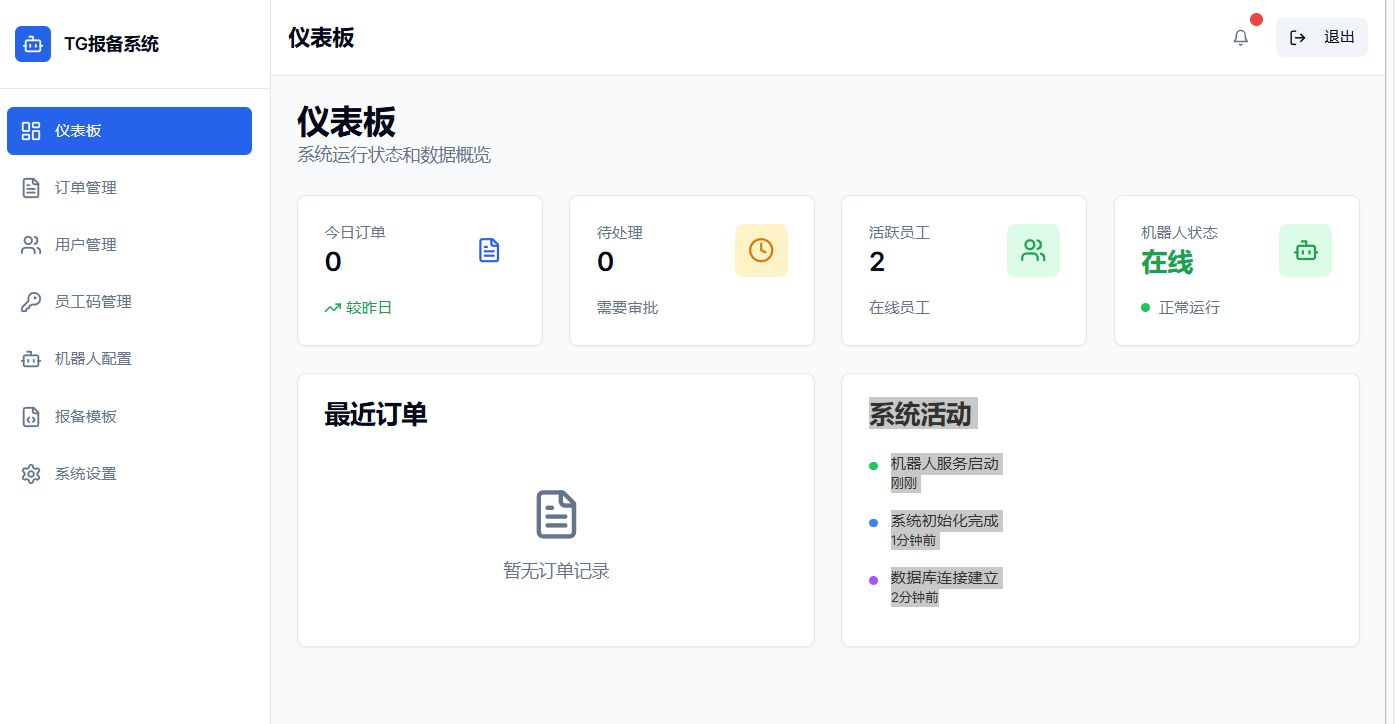 TG报备系统
仪表板
退出
仪表板
订单管理
用户管理
员工码管理
机器人配置
报备模板
系统设置
仪表板
系统运行状态和数据概览
今日订单
0
较昨日
待处理
0
需要审批
活跃员工
2
在线员工
机器人状态
在线
正常运行
最近订单
暂无订单记录
系统活动
机器人服务启动
刚刚
系统初始化完成
1分钟前
数据库连接建立
2分钟前